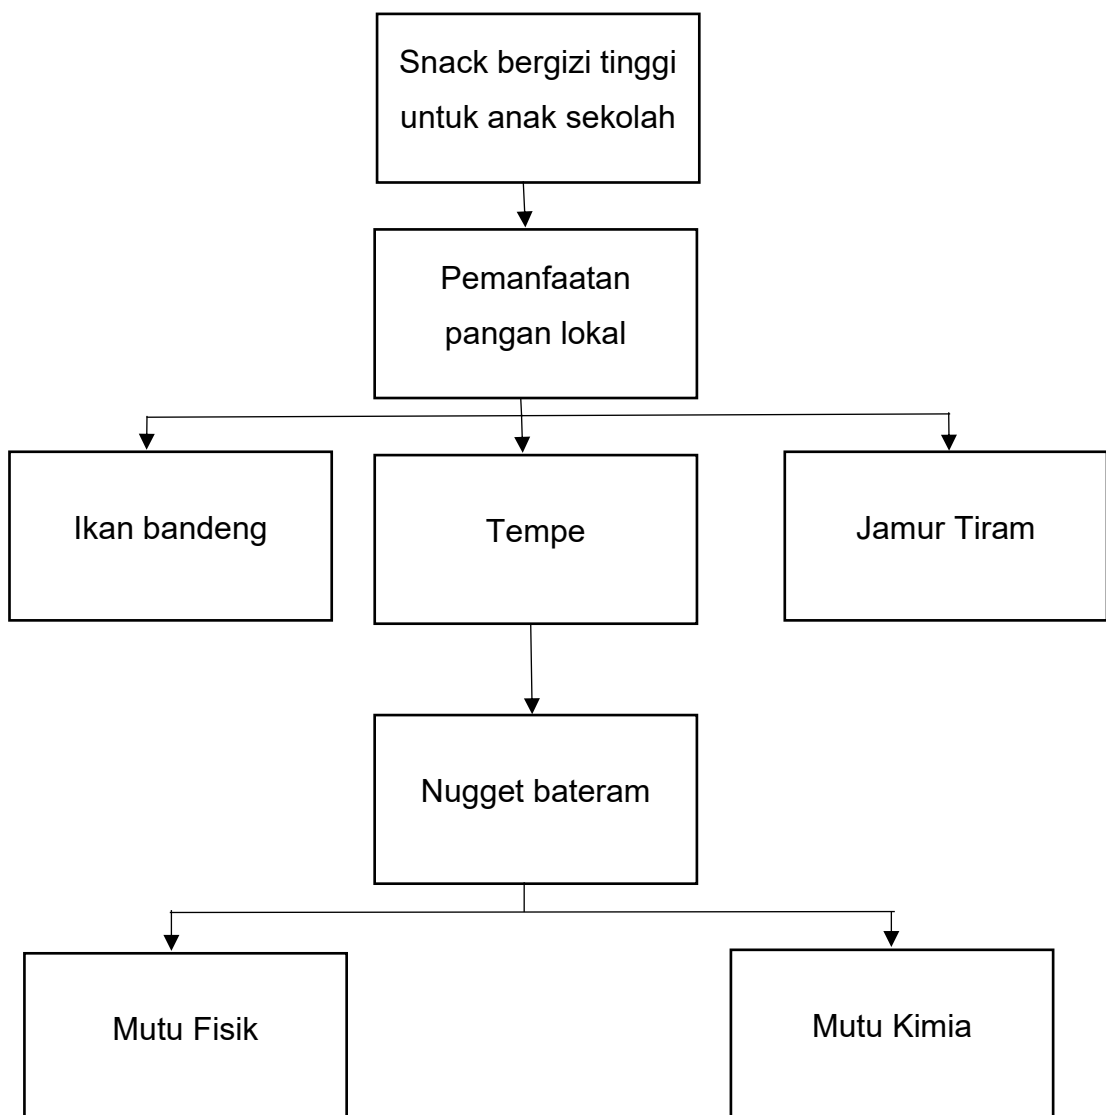 Snack bergizi tinggi
untuk anak sekolah
Pemanfaatan
pangan lokal
Ikan bandeng
Tempe
Jamur Tiram
Nugget bateram
Mutu Fisik
Mutu Kimia